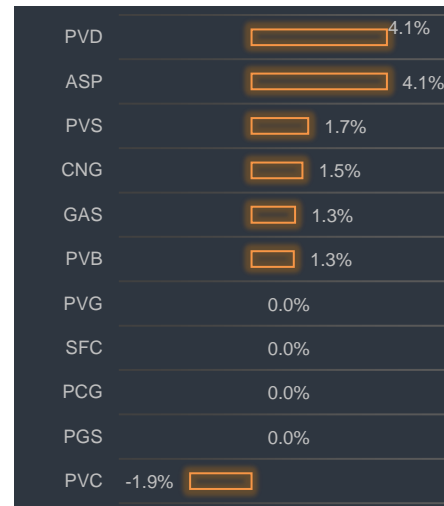 PVD 4.1%
ASP 4.1%
PVS 1.7%
CNG 1.5%
GAS 1.3%
PVB 1.3%
PVG 0.0%
SFC 0.0%
PCG 0.0%
PGS 0.0%
PVC -1.9%